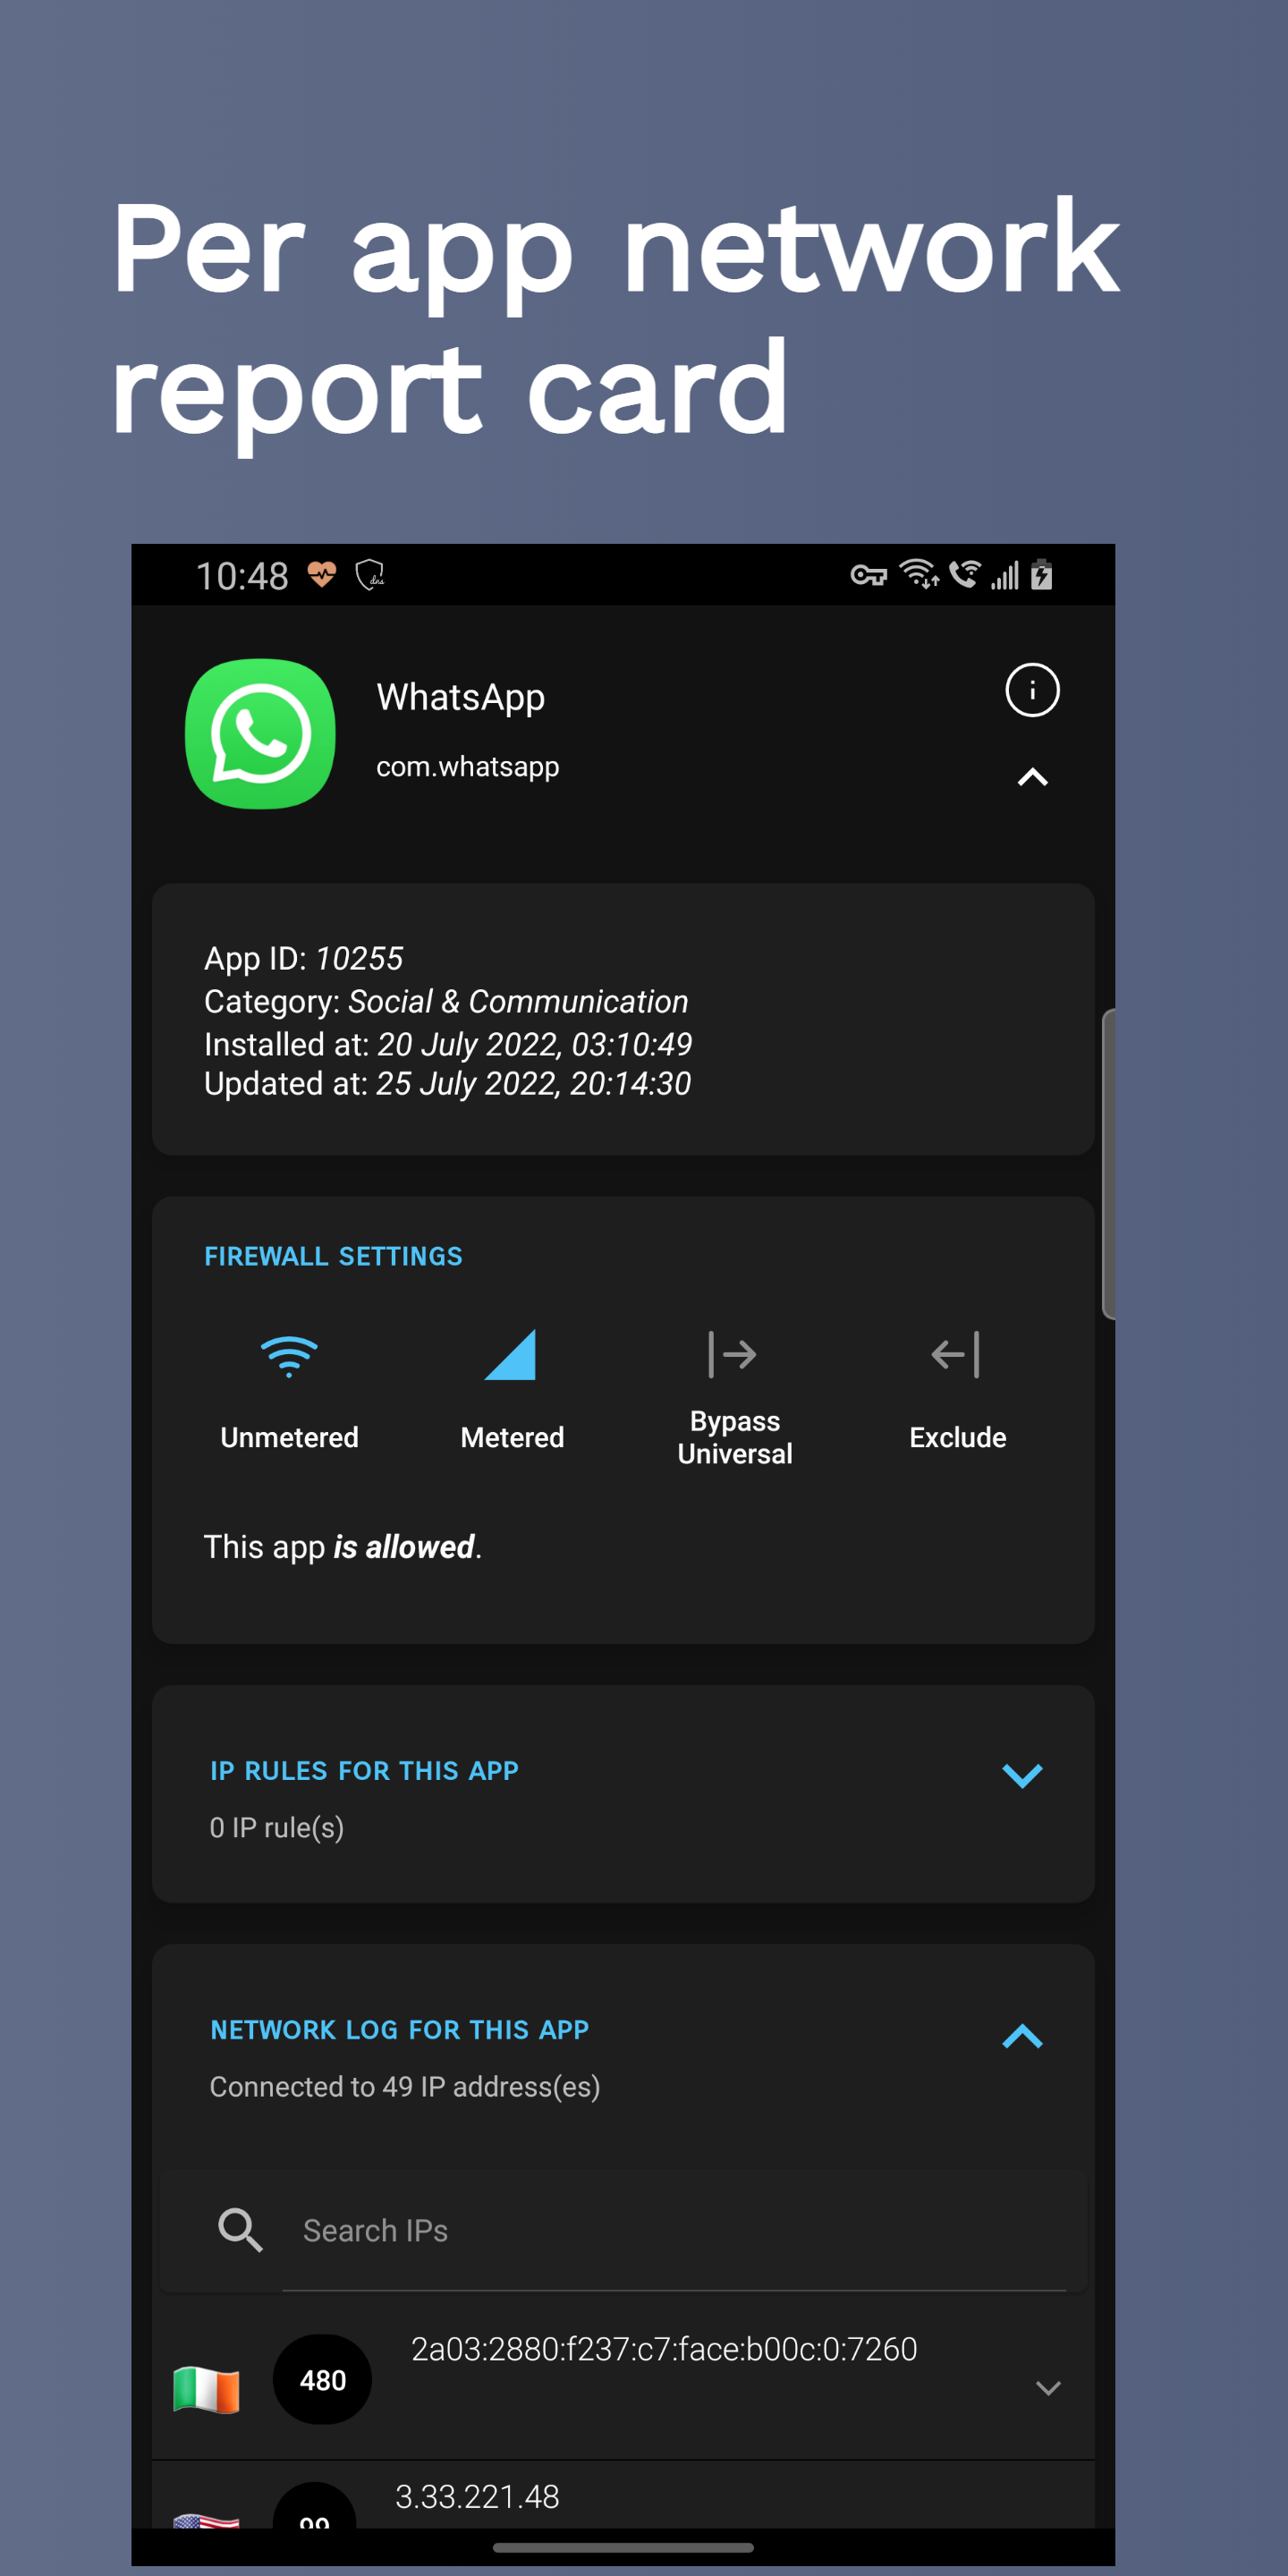 Per app network
report card
10:48
dns
WhatsApp
com.whatsapp
App ID: 10255
Category: Social & Communication
Installed at: 20 July 2022, 03:10:49
Updated at: 25 July 2022, 20:14:30
FIREWALL SETTINGS
Unmetered
Metered
Bypass
Universal
Exclude
This app is allowed.
IP RULES FOR THIS APP
0 IP rule(s)
NETWORK LOG FOR THIS APP
Connected to 49 IP address(es)
Search IPs
480
2a03:2880:f237:c7:face:b00c:0:7260
3.33.221.48